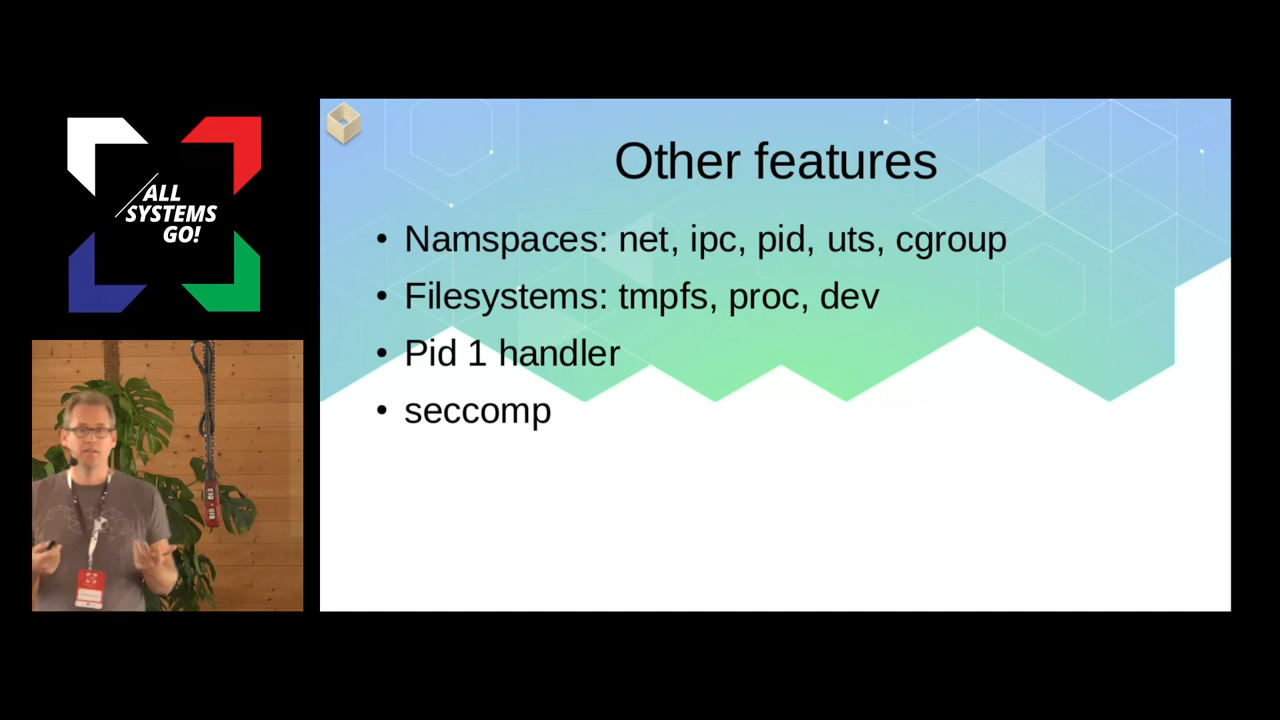 ALL
SYSTEMS
GO!
Other features
• Namspaces: net, ipc, pid, uts, cgroup
• Filesystems: tmpfs, proc, dev
• Pid 1 handler
• seccomp